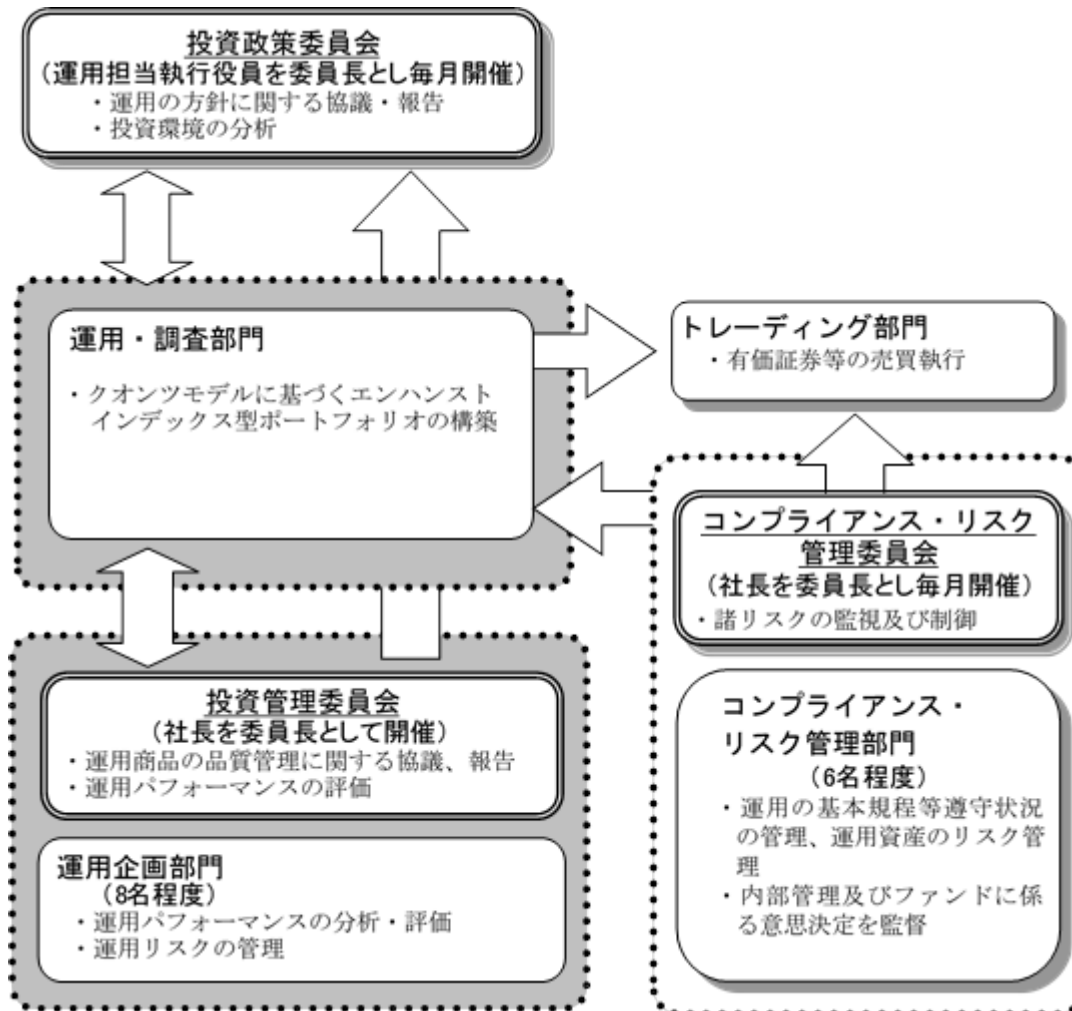 投資政策委員会
(運用担当執行役員を委員長とし毎月開催)
・運用の方針に関する協議・報告
・投資環境の分析
運用・調査部門
・クオンツモデルに基づくエンハンスト
インデックス型ポートフォリオの構築
トレーディング部門
・有価証券等の売買執行
コンプライアンス・リスク
管理委員会
(社長を委員長とし毎月開催)
・諸リスクの監視及び制御
投資管理委員会
(社長を委員長として開催)
・運用商品の品質管理に関する協議、報告
・運用パフォーマンスの評価
運用企画部門
(8名程度)
・運用パフォーマンスの分析・評価
・運用リスクの管理
コンプライアンス・
リスク管理部門
(6名程度)
・運用の基本規程等遵守状況
の管理、運用資産のリスク管
理
・内部管理及びファンドに係
る意思決定を監督